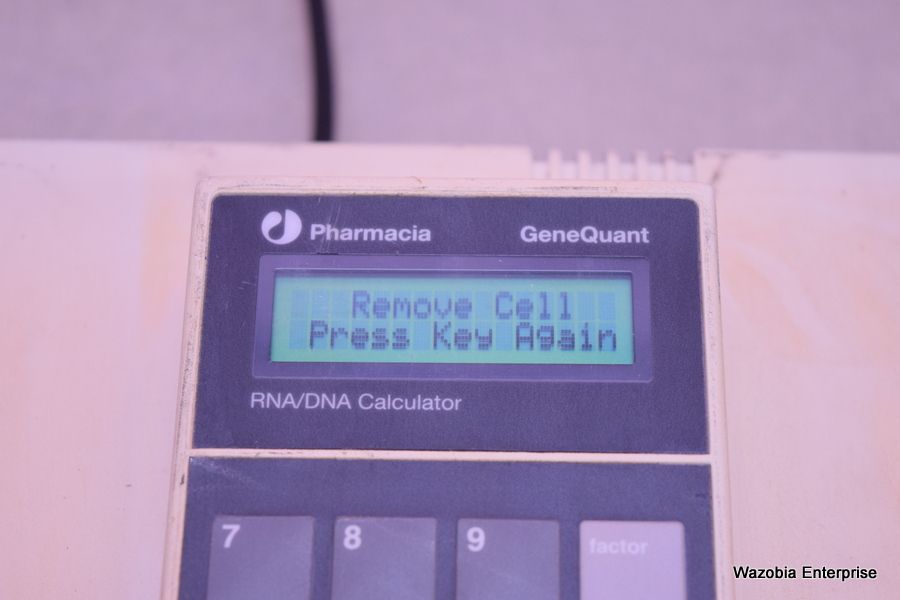 Pharmacia GeneQuant
Remove Cell
Press Key Again
RNA/DNA Calculator
7 8 9 factor
Wazobia Enterprise